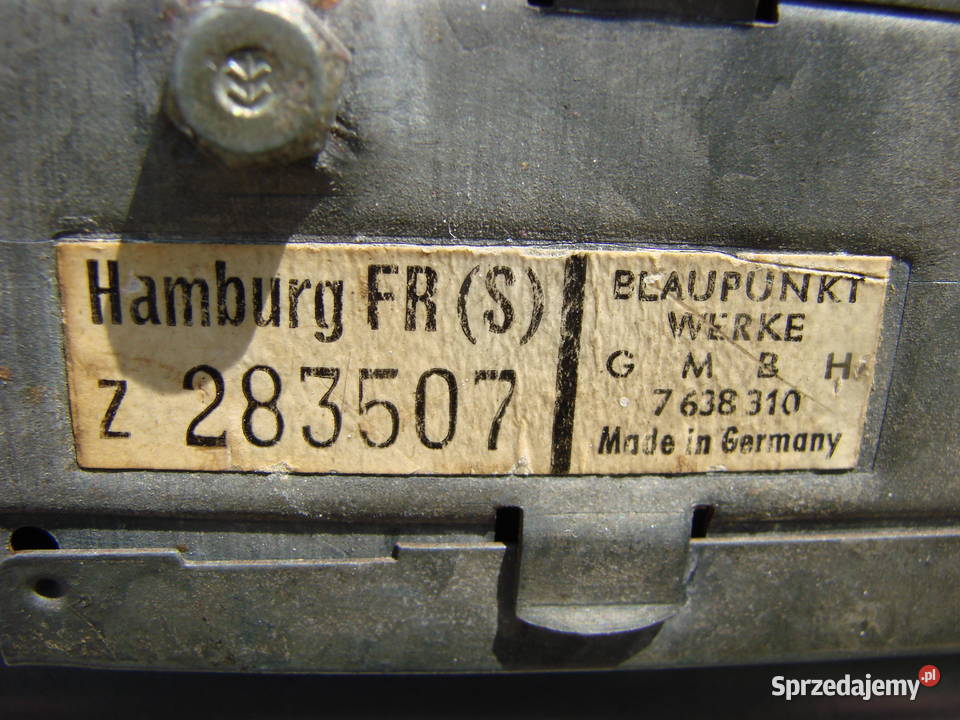 Hamburg FR (S)
z 283507
BLAUPUNKT
WERKE
G M B H
7 638 310
Made in Germany
Sprzedajemy.pl